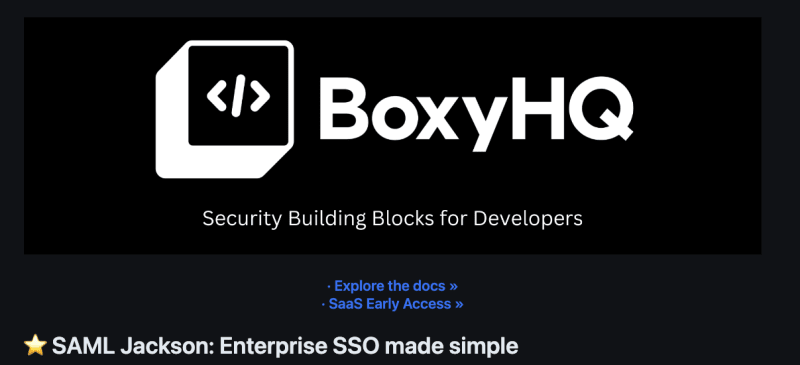 </>
BoxyHQ
Security Building Blocks for Developers
· Explore the docs »
· SaaS Early Access »
⭐ SAML Jackson: Enterprise SSO made simple